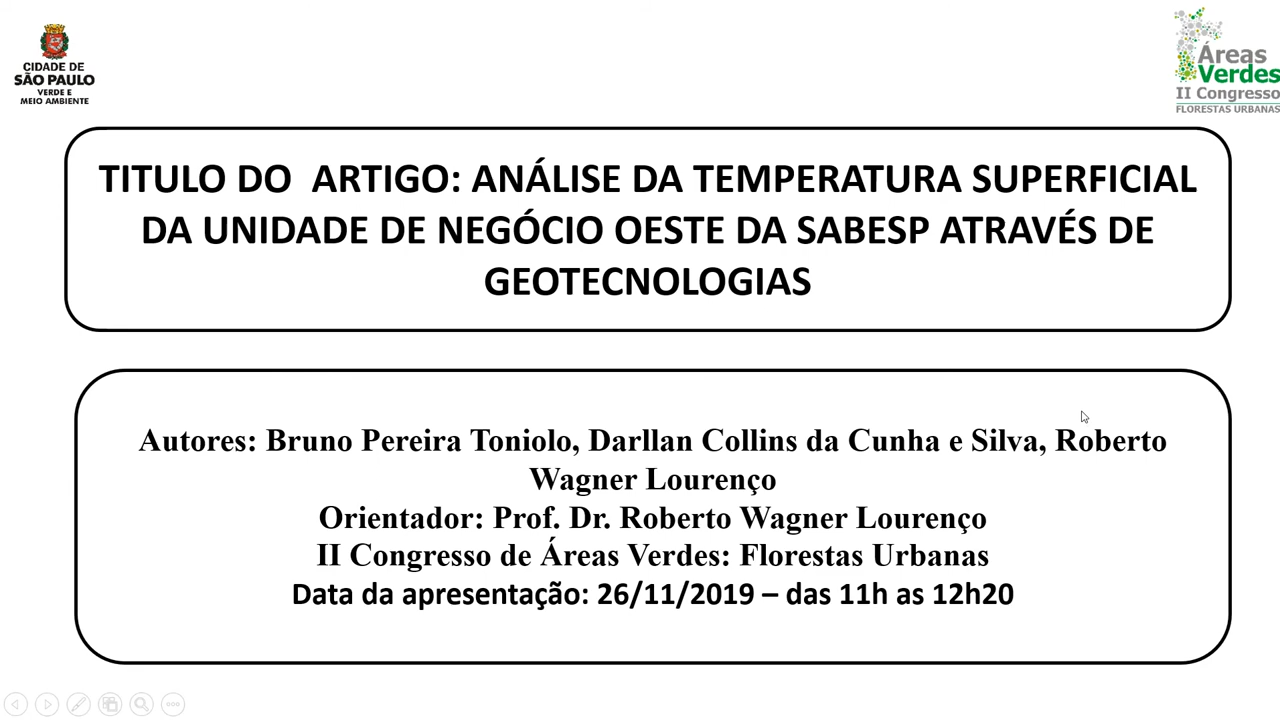 CIDADE DE
SÃO PAULO
VERDE E
MEIO AMBIENTE
Áreas
Verdes
II Congresso
FLORESTAS URBANAS
TITULO DO  ARTIGO: ANÁLISE DA TEMPERATURA SUPERFICIAL
DA UNIDADE DE NEGÓCIO OESTE DA SABESP ATRAVÉS DE
GEOTECNOLOGIAS
Autores: Bruno Pereira Toniolo, Darllan Collins da Cunha e Silva, Roberto
Wagner Lourenço
Orientador: Prof. Dr. Roberto Wagner Lourenço
II Congresso de Áreas Verdes: Florestas Urbanas
Data da apresentação: 26/11/2019 – das 11h as 12h20